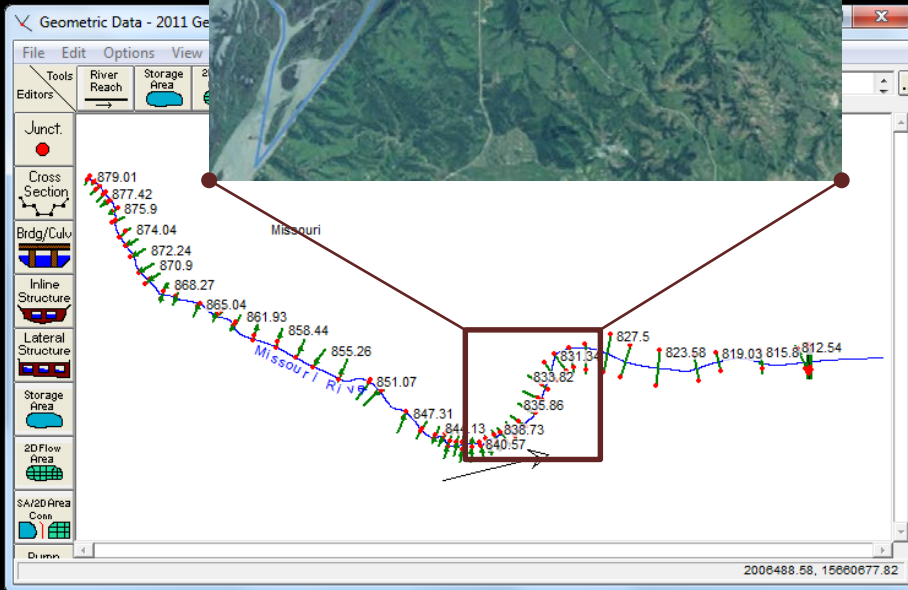 Geometric Data - 2011 Ge
File Edit Options View
Tools
Editors
River
Reach
Storage
Area
Junct.
Cross
Section
Brdg/Culv
Inline
Structure
Lateral
Structure
Storage
Area
2D Flow
Area
SA/2D Area
Conn
Pump
879.01
877.42
875.9
874.04
Missouri
872.24
870.9
868.27
865.04
861.93
858.44
855.26
Missouri Rive
851.07
847.31
844.13
840.57
838.73
835.86
833.82
831.34
827.5
823.58
819.03
815.8
812.54
2006488.58, 15660677.82